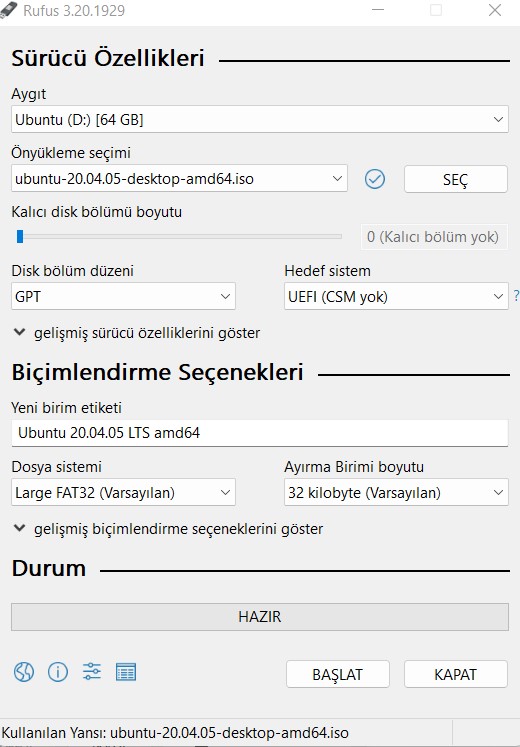 Rufus 3.20.1929
Sürücü Özellikleri
Aygıt
Ubuntu (D:) [64 GB]
Önyükleme seçimi
ubuntu-20.04.05-desktop-amd64.iso
SEÇ
Kalıcı disk bölümü boyutu
0 (Kalıcı bölüm yok)
Disk bölüm düzeni
Hedef sistem
GPT
UEFI (CSM yok)
?
gelişmiş sürücü özelliklerini göster
Biçimlendirme Seçenekleri
Yeni birim etiketi
Ubuntu 20.04.05 LTS amd64
Dosya sistemi
Ayırma Birimi boyutu
Large FAT32 (Varsayılan)
32 kilobyte (Varsayılan)
gelişmiş biçimlendirme seçeneklerini göster
Durum
HAZIR
BAŞLAT
KAPAT
Kullanılan Yansı: ubuntu-20.04.05-desktop-amd64.iso